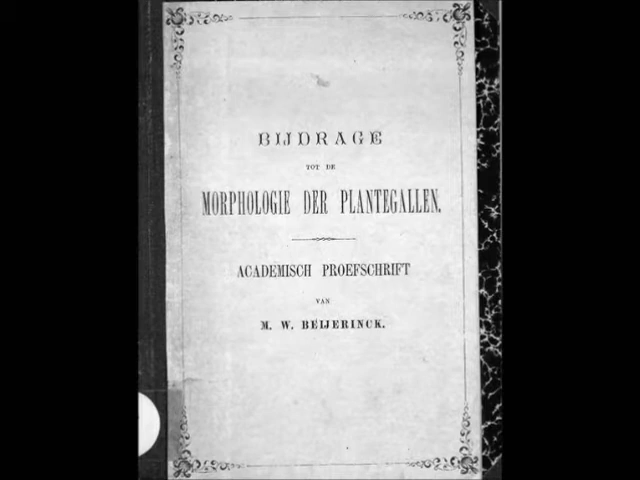 BIJDRAGE
TOT DE
MORPHOLOGIE DER PLANTEGALLEN.
ACADEMISCH PROEFSCHRIFT
VAN
M. W. BEIJERINCK.